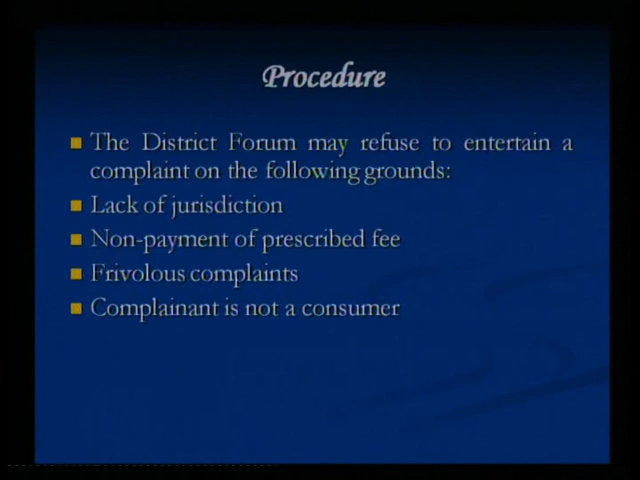 Procedure
The District Forum may refuse to entertain a
complaint on the following grounds:
Lack of jurisdiction
Non-payment of prescribed fee
Frivolous complaints
Complainant is not a consumer